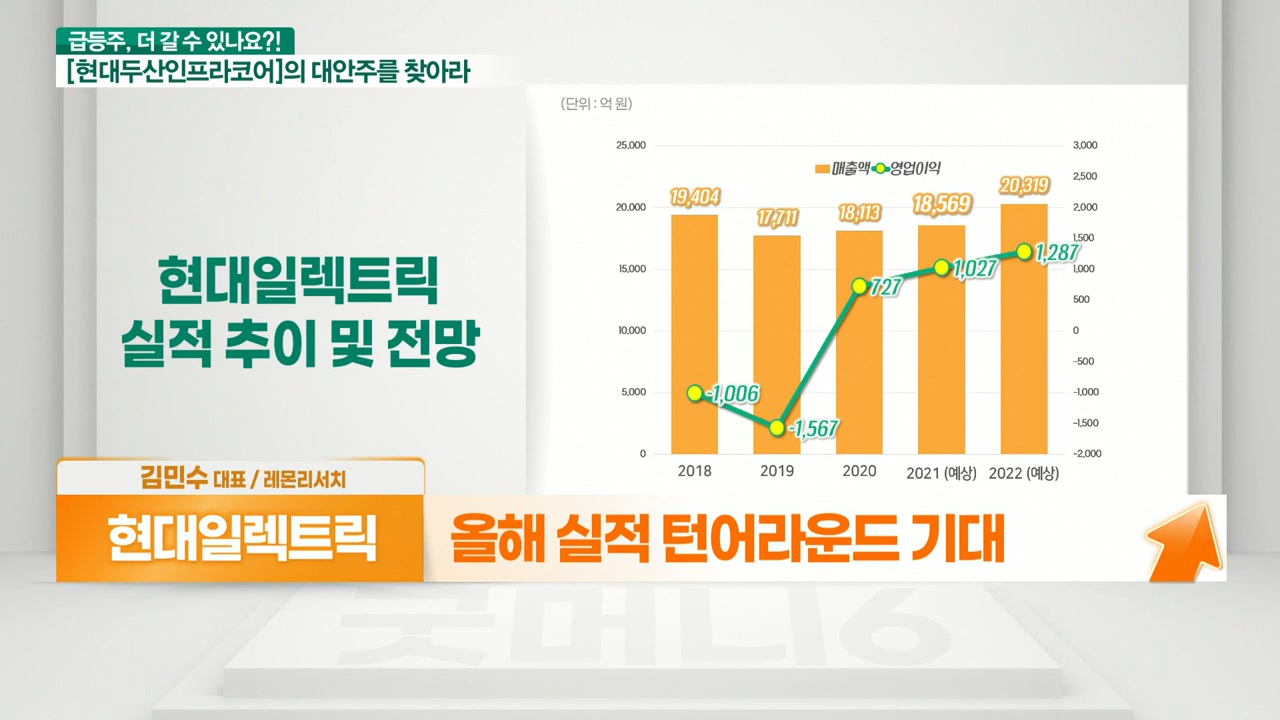 급등주, 더 갈 수 있나요?!
[현대두산인프라코어]의 대안주를 찾아라
(단위 : 억 원)
현대일렉트릭
실적 추이 및 전망
매출액 영업이익
25,000
20,000
15,000
10,000
5,000
0
3,000
2,500
2,000
1,500
1,000
500
0
-500
-1,000
-1,500
-2,000
19,404
17,711
18,113
18,569
20,319
-1,006
-1,567
727
1,027
1,287
2018
2019
2020
2021 (예상)
2022 (예상)
김민수 대표 / 레몬리서치
현대일렉트릭
올해 실적 턴어라운드 기대
굿머니6